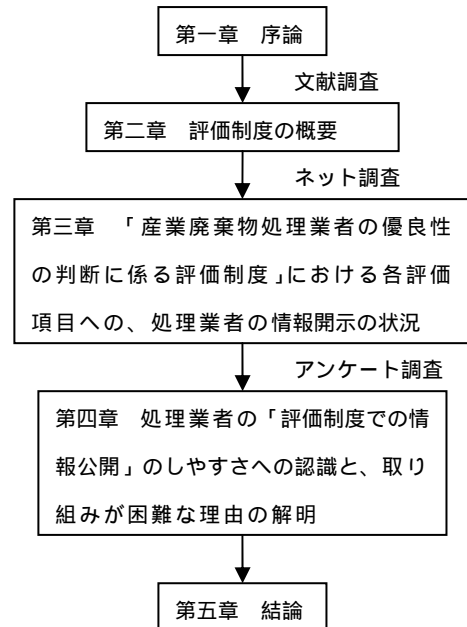 第一章　序論
文献調査
第二章　評価制度の概要
ネット調査
第三章　「産業廃棄物処理業者の優良性
の判断に係る評価制度」における各評価
項目への、処理業者の情報開示の状況
アンケート調査
第四章　処理業者の「評価制度での情
報公開」のしやすさへの認識と、取り
組みが困難な理由の解明
第五章　結論